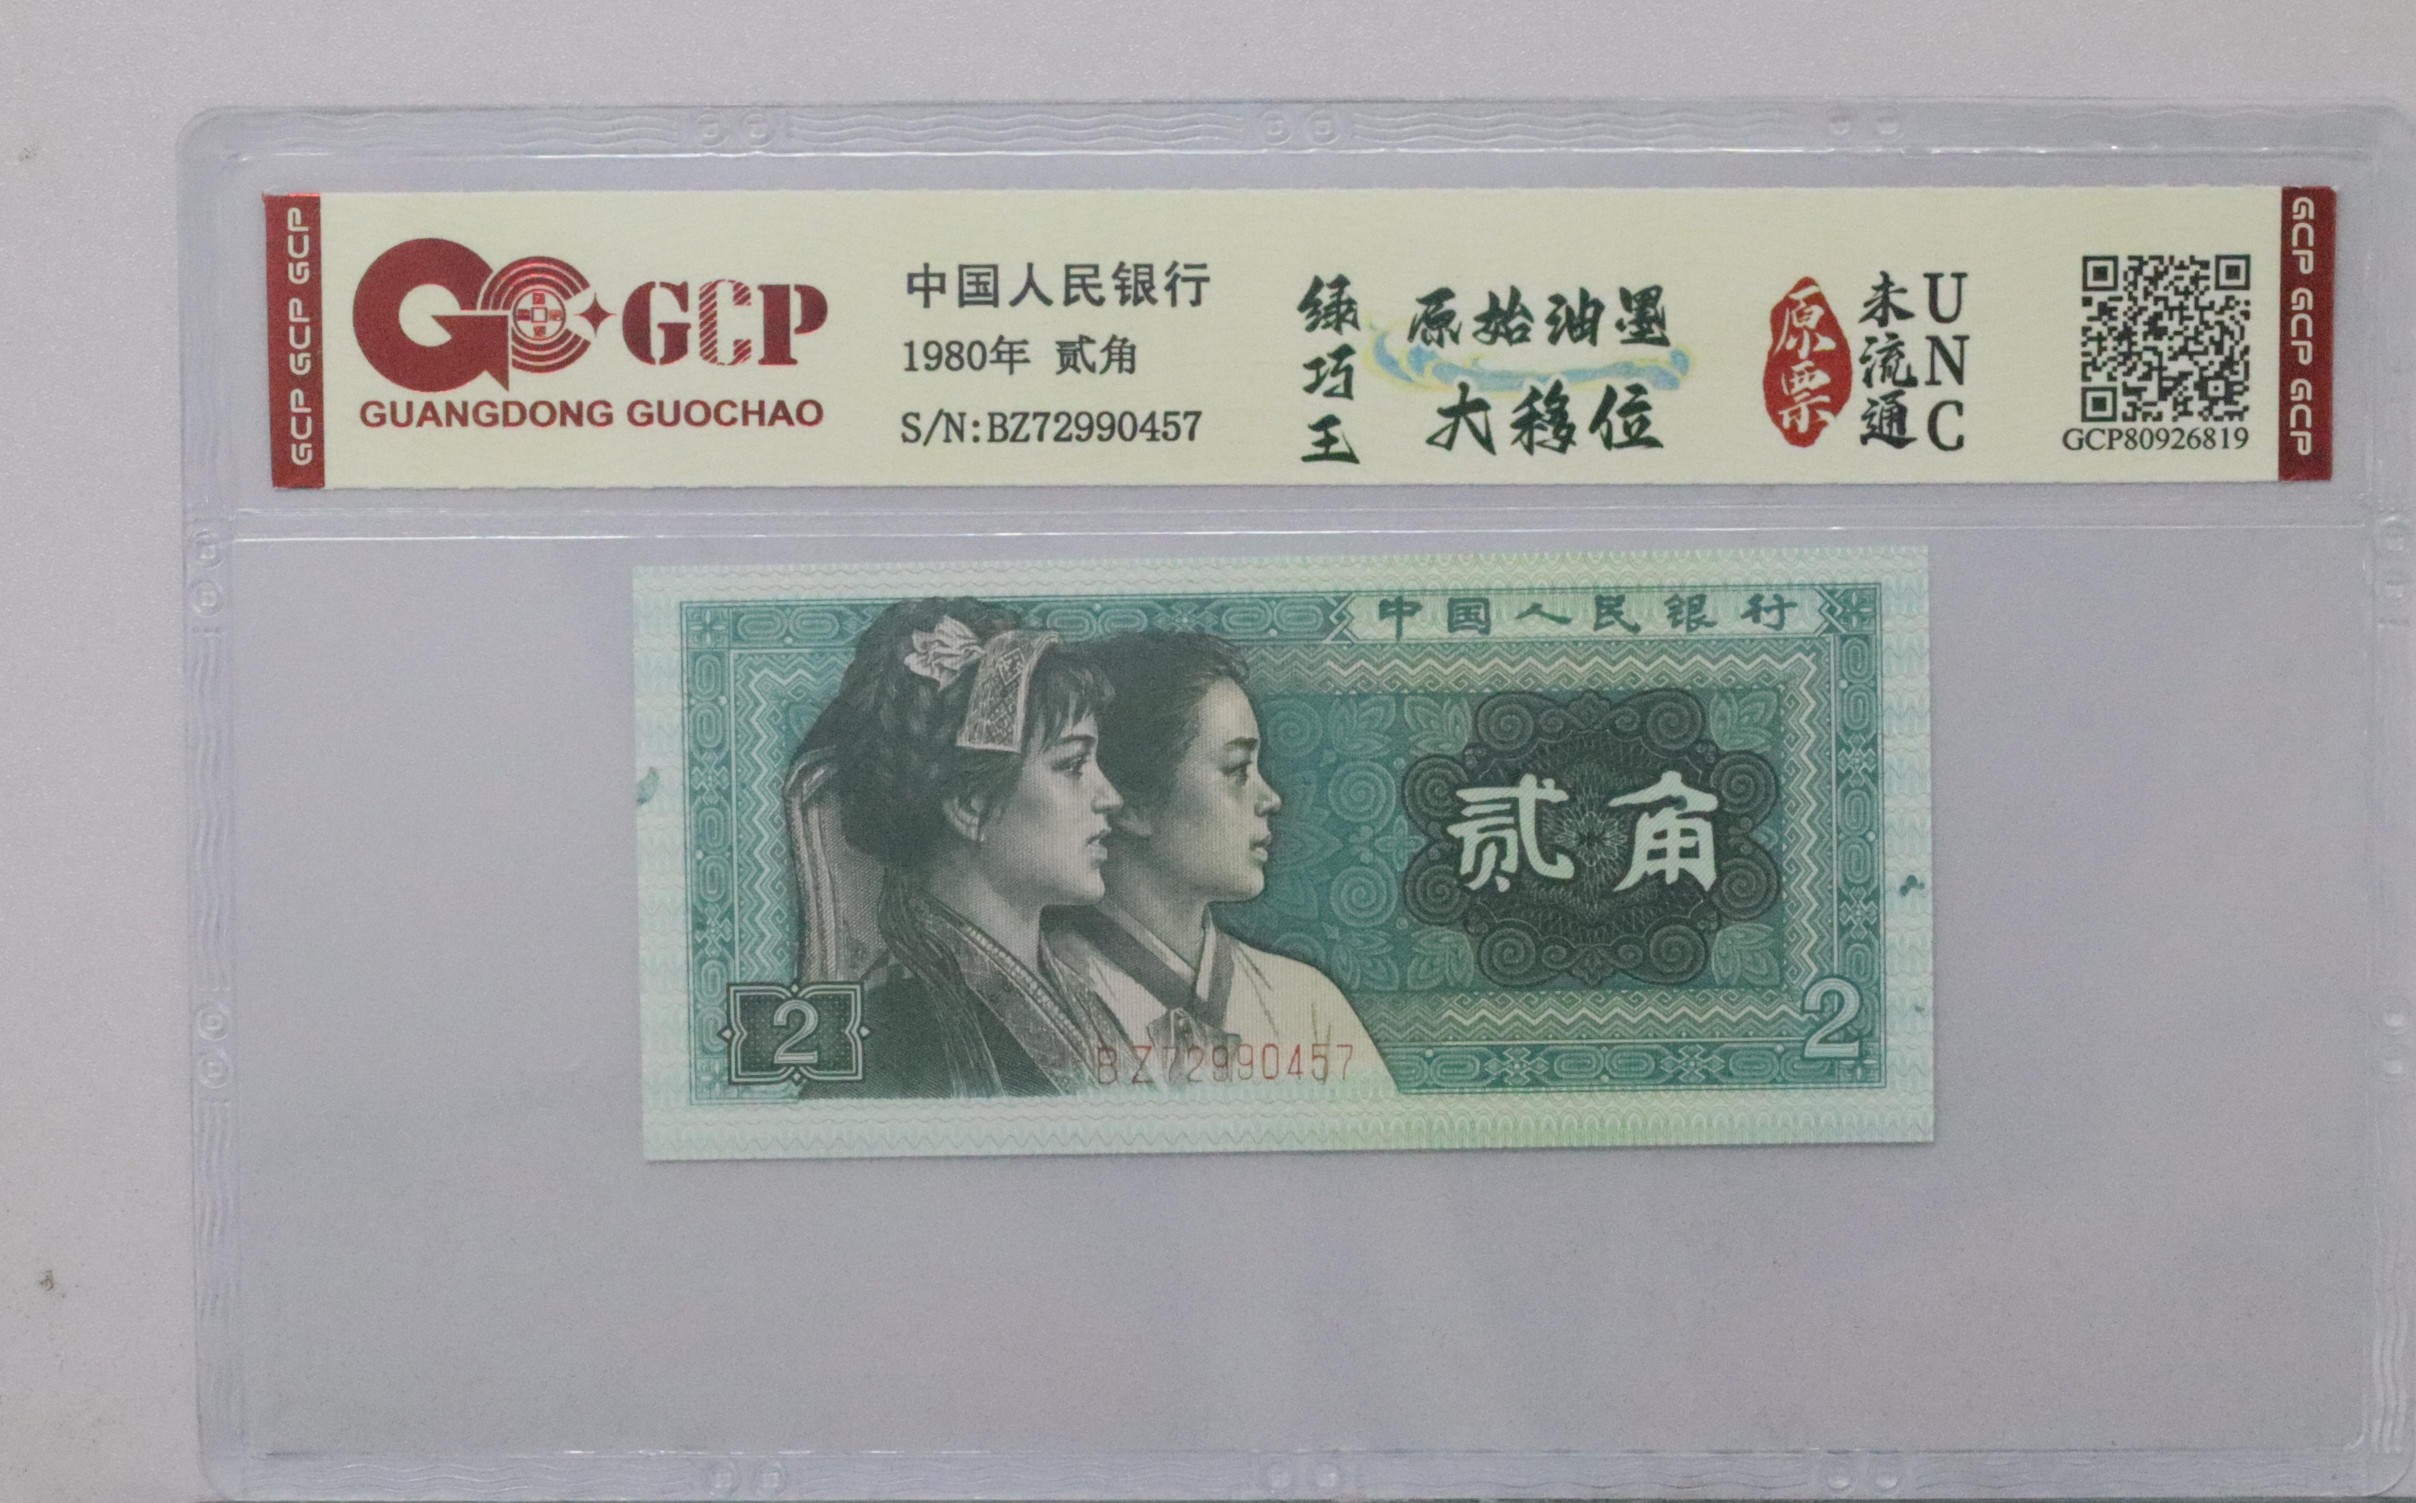 GCP GCP GCP
GCP
GUANGDONG GUOCHAO
中国人民银行
1980年 贰角
S/N:BZ72990457
绿巧王
原始油墨
大移位
原票
未流通
UNC
GCP80926819
GCP GCP GCP
中国人民银行
贰角
2
2
BZ72990457